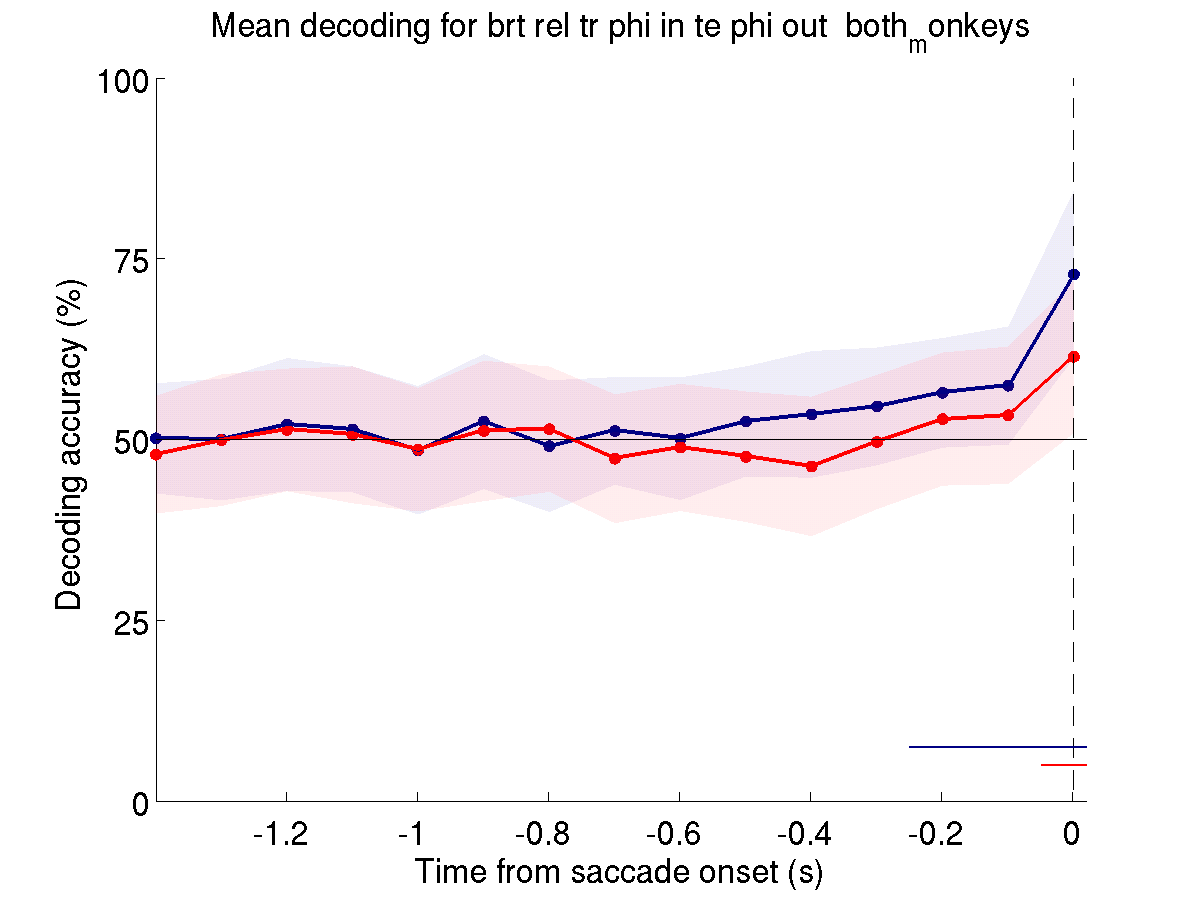 Mean decoding for brt rel tr phi in te phi out  both_monkeys
100
75
50
25
0
Decoding accuracy (%)
-1.2 -1 -0.8 -0.6 -0.4 -0.2 0
Time from saccade onset (s)